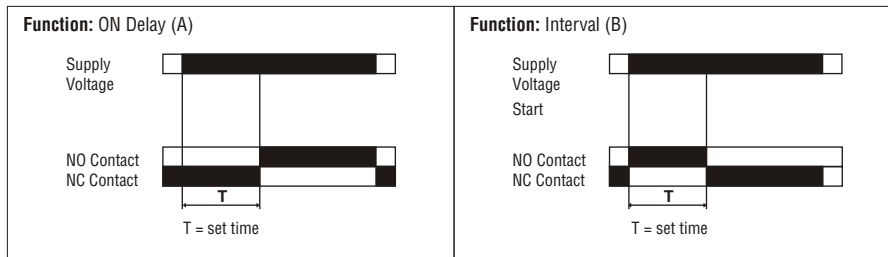 Function: ON Delay (A)
Supply
Voltage
NO Contact
NC Contact
T
T = set time
Function: Interval (B)
Supply
Voltage
Start
NO Contact
NC Contact
T
T = set time